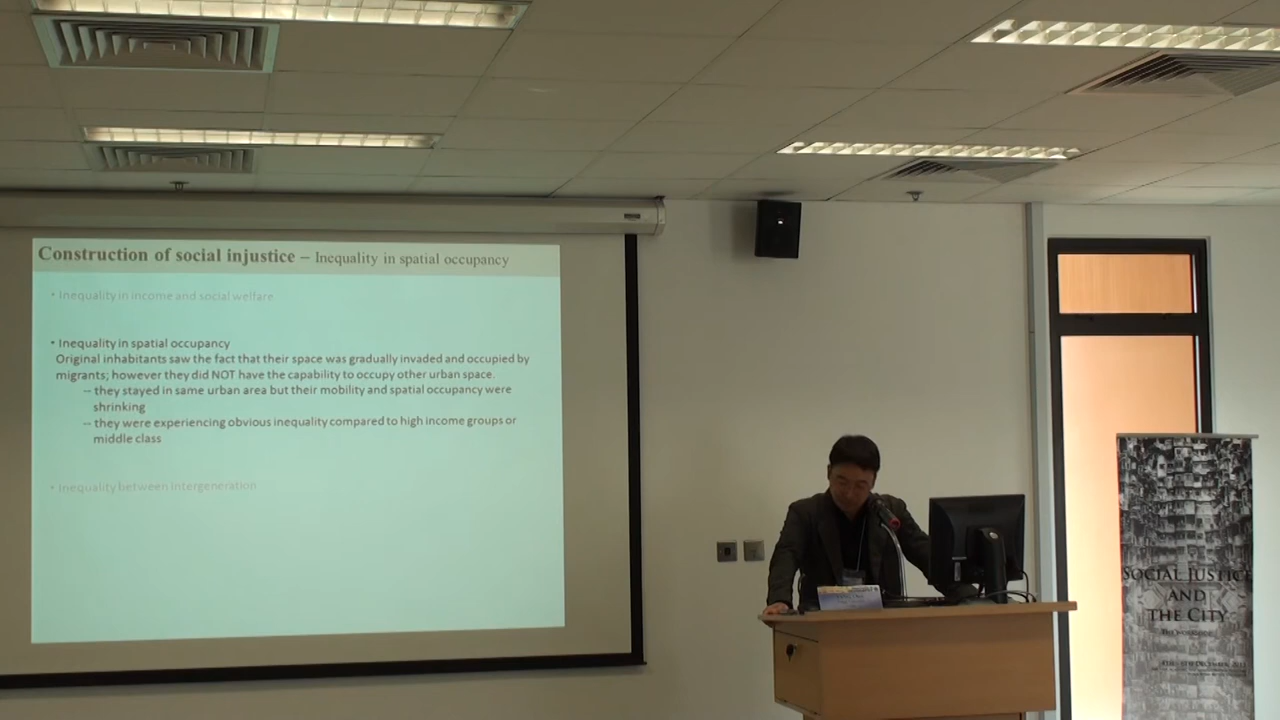 Construction of social injustice – Inequality in spatial occupancy
• Inequality in income and social welfare
• Inequality in spatial occupancy
Original inhabitants saw the fact that their space was gradually invaded and occupied by
migrants; however they did NOT have the capability to occupy other urban space.
-- they stayed in same urban area but their mobility and spatial occupancy were
shrinking
-- they were experiencing obvious inequality compared to high income groups or
middle class
• Inequality between intergeneration
SOCIAL JUSTICE
AND
THE CITY